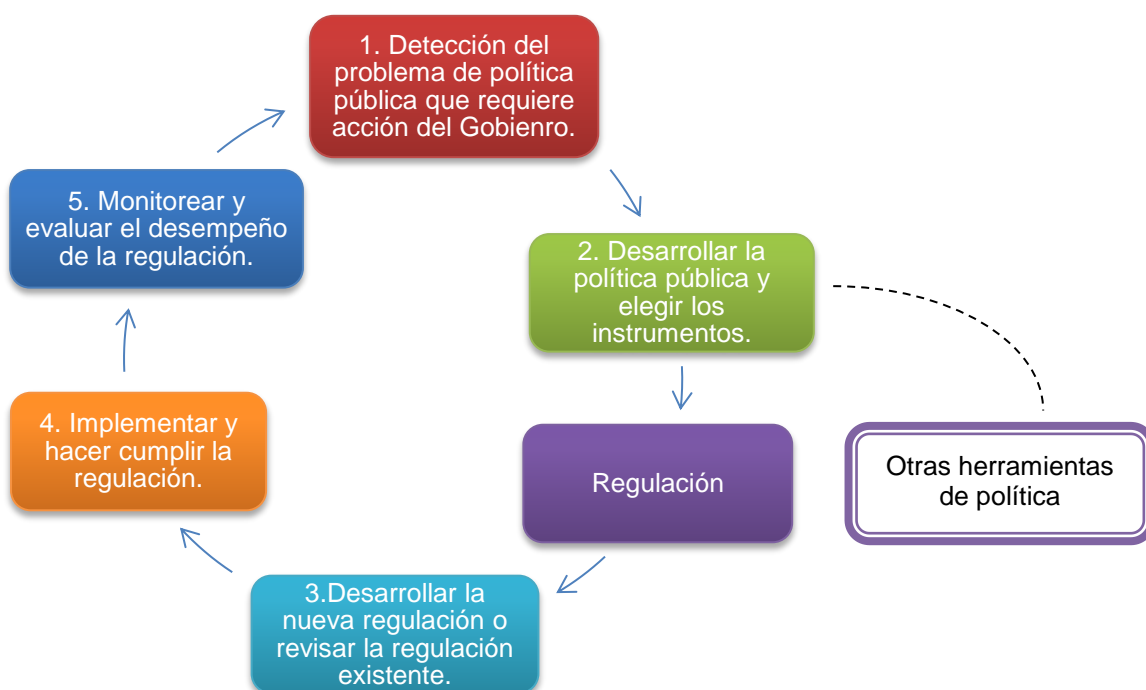 1. Detección del
problema de política
pública que requiere
acción del Gobienro.
2. Desarrollar la
política pública y
elegir los
instrumentos.
Regulación
Otras herramientas
de política
3.Desarrollar la
nueva regulación o
revisar la regulación
existente.
4. Implementar y
hacer cumplir la
regulación.
5. Monitorear y
evaluar el desempeño
de la regulación.